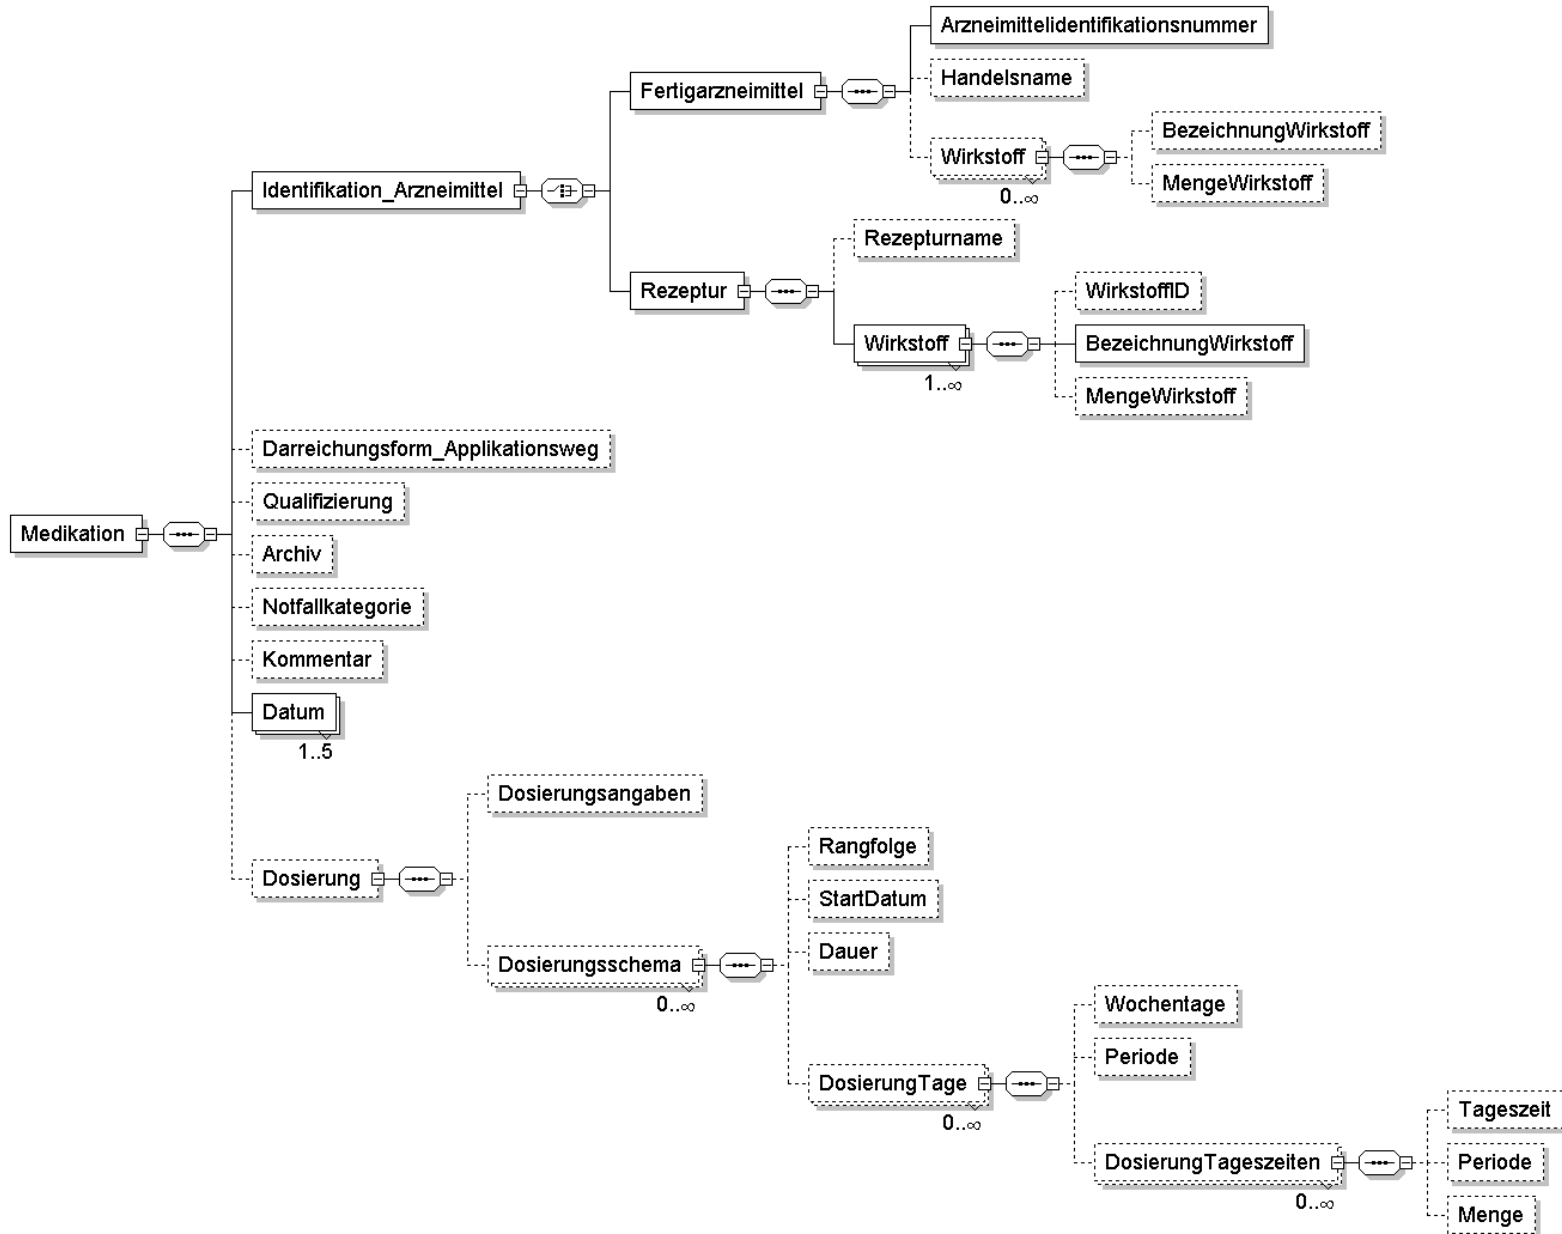 Arzneimittelidentifikationsnummer
Fertigarzneimittel
Handelsname
BezeichnungWirkstoff
Wirkstoff
0..∞
MengeWirkstoff
Identifikation_Arzneimittel
Rezepturname
Rezeptur
WirkstoffID
Wirkstoff
1..∞
BezeichnungWirkstoff
MengeWirkstoff
Darreichungsform_Applikationsweg
Qualifizierung
Medikation
Archiv
Notfallkategorie
Kommentar
Datum
1..5
Dosierungsangaben
Rangfolge
Dosierung
StartDatum
Dauer
Dosierungsschema
0..∞
Wochentage
Periode
DosierungTage
0..∞
Tageszeit
DosierungTageszeiten
0..∞
Periode
Menge